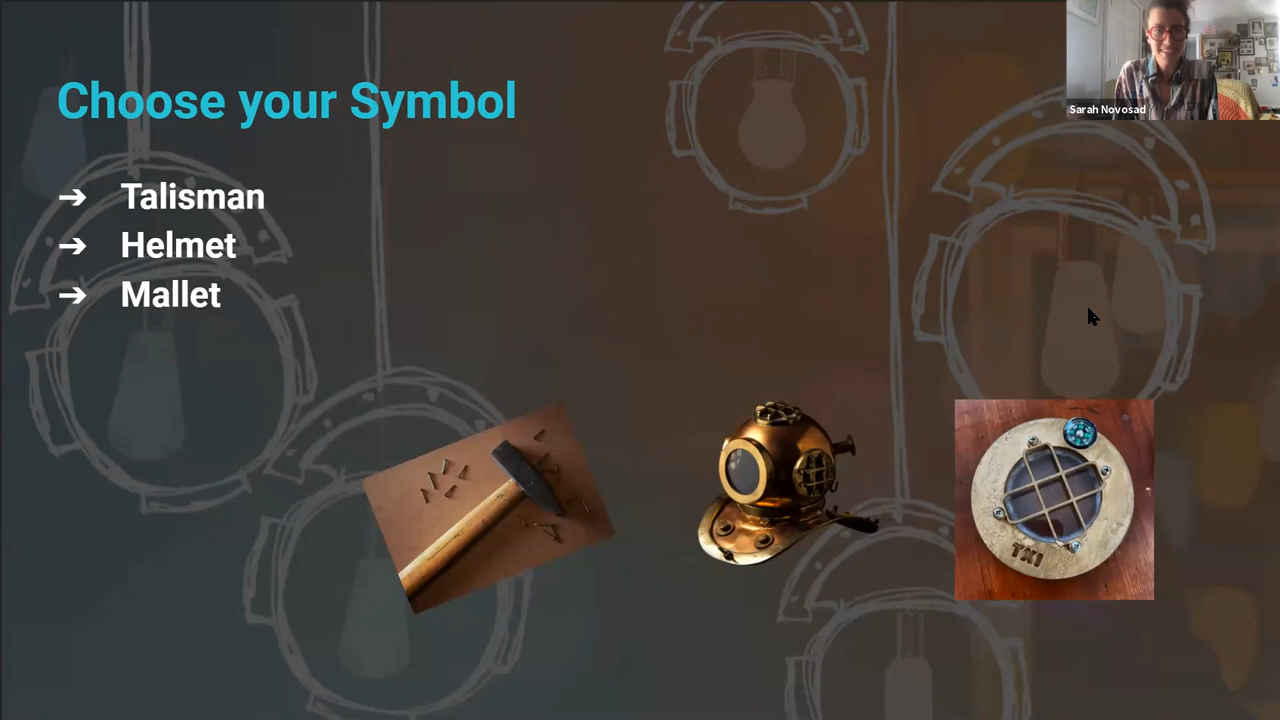 Sarah Novosad
Choose your Symbol
➔ Talisman
➔ Helmet
➔ Mallet
TXI